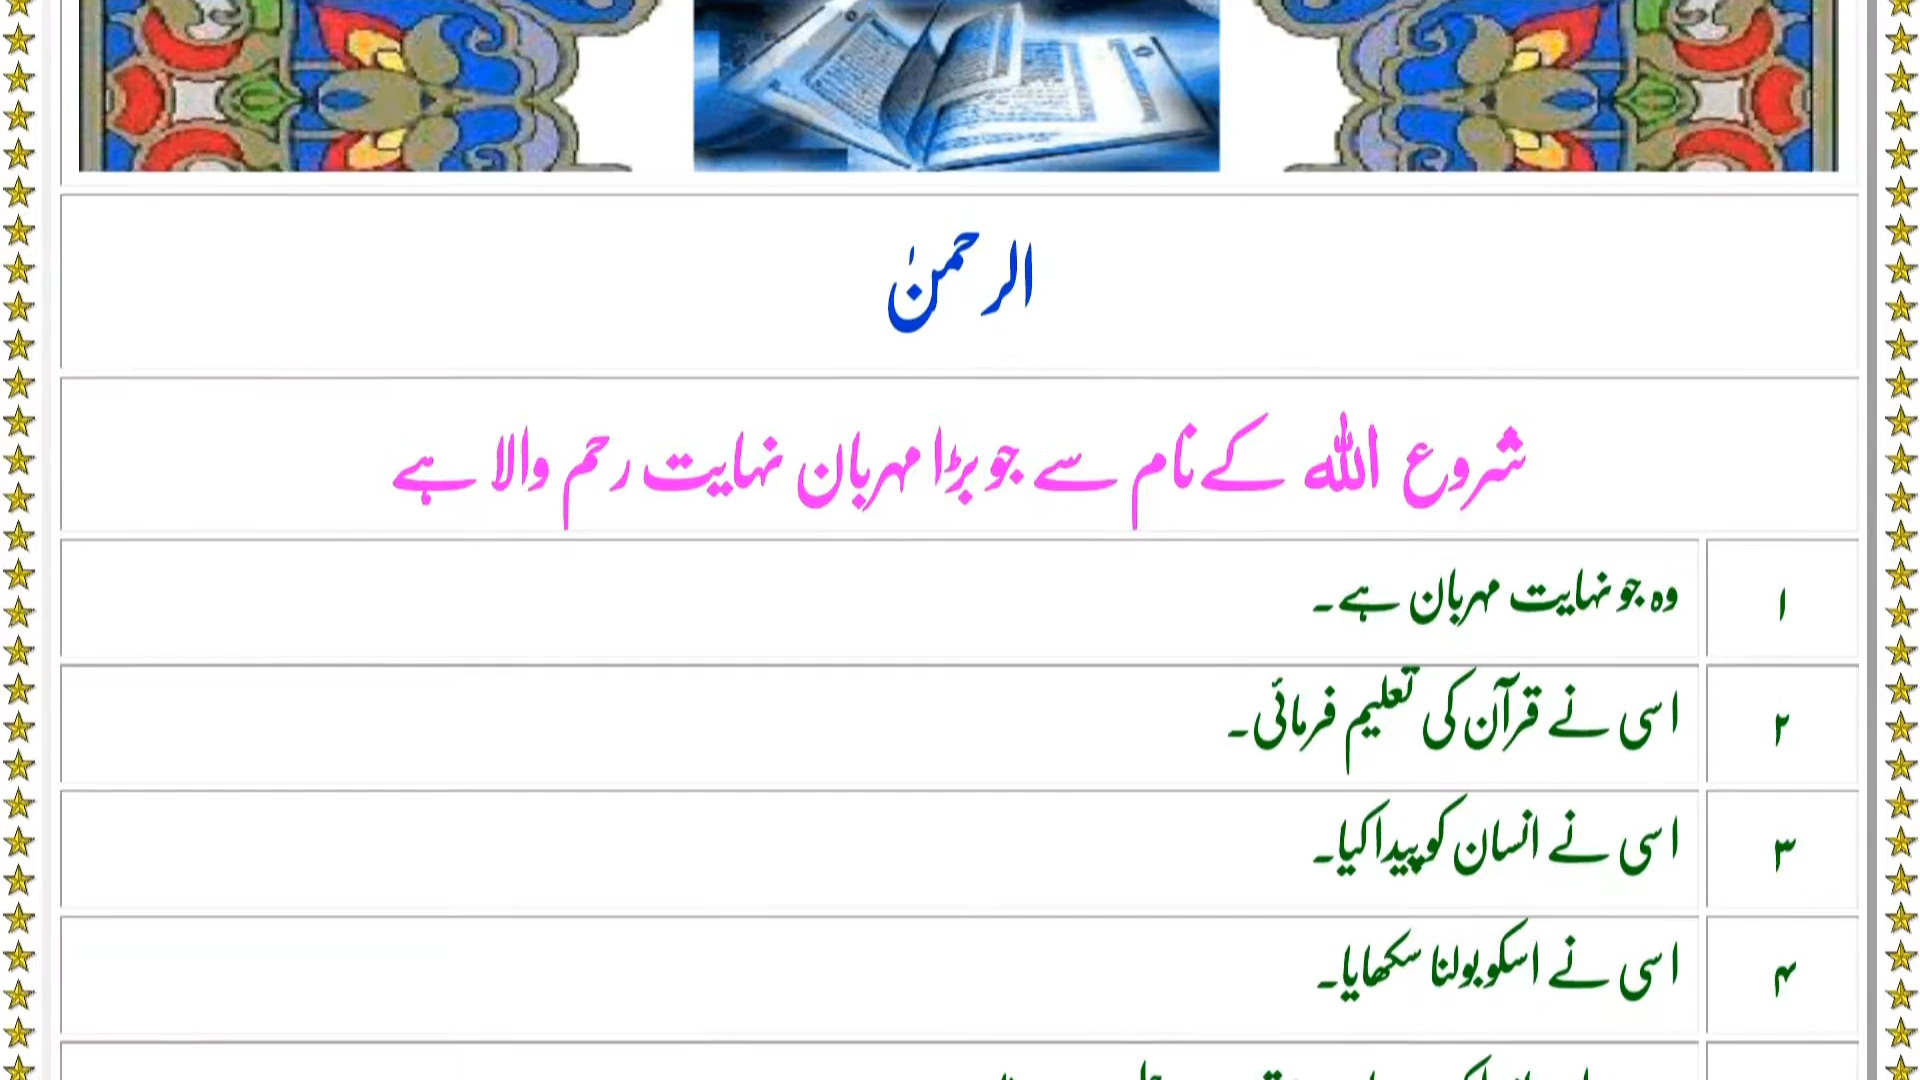 الرحمٰن
شروع اللہ کے نام سے جو بڑا مہربان نہایت رحم والا ہے
۱ وہ جو نہایت مہربان ہے۔
۲ اسی نے قرآن کی تعلیم فرمائی۔
۳ اسی نے انسان کو پیدا کیا۔
۴ اسی نے اسکو بولنا سکھایا۔